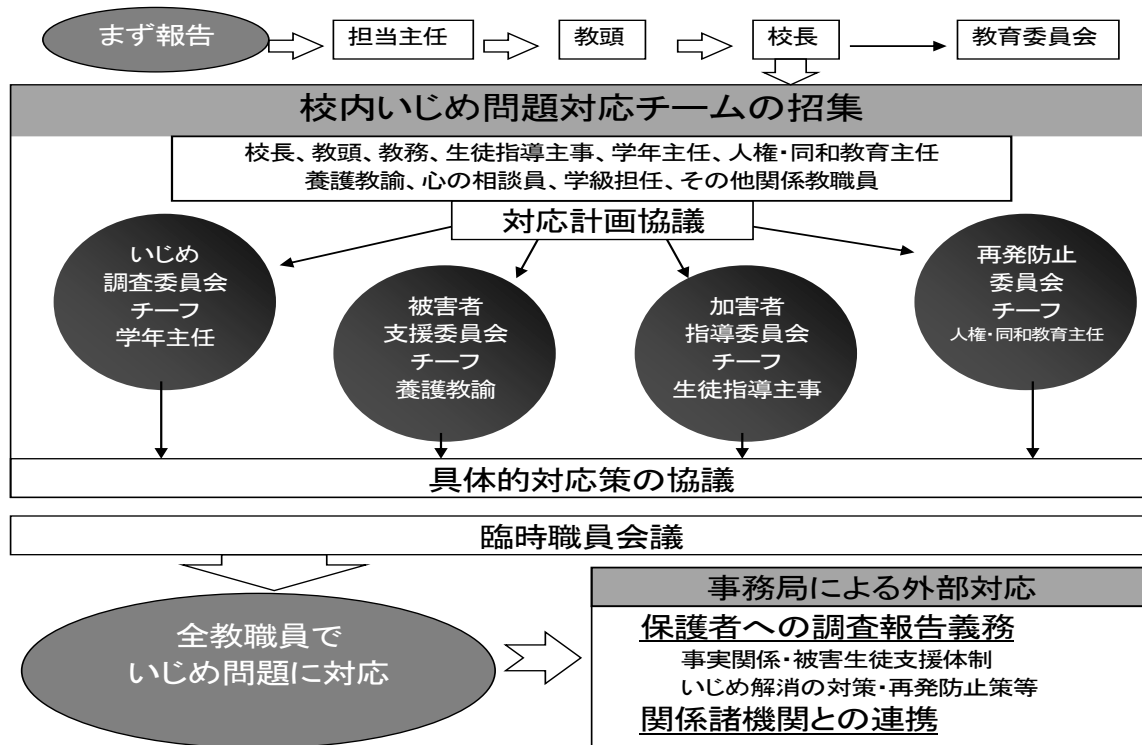 まず報告
担当主任
教頭
校長
教育委員会
校内いじめ問題対応チームの招集
校長、教頭、教務、生徒指導主事、学年主任、人権・同和教育主任
養護教諭、心の相談員、学級担任、その他関係教職員
対応計画協議
いじめ
調査委員会
チーフ
学年主任
被害者
支援委員会
チーフ
養護教諭
加害者
指導委員会
チーフ
生徒指導主事
再発防止
委員会
チーフ
人権・同和教育主任
具体的対応策の協議
臨時職員会議
全教職員で
いじめ問題に対応
事務局による外部対応
保護者への調査報告義務
事実関係・被害生徒支援体制
いじめ解消の対策・再発防止策等
関係諸機関との連携